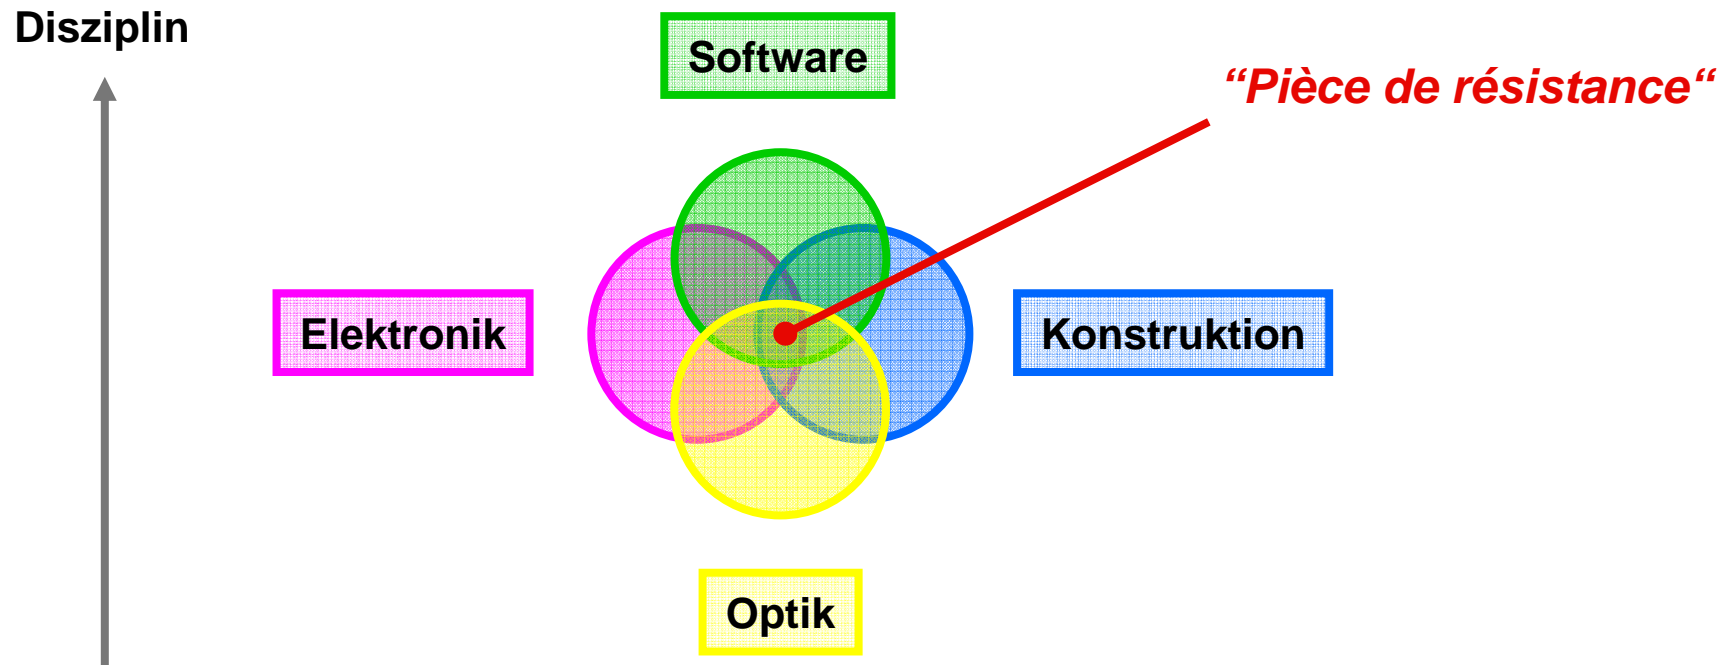 Disziplin
Software
“Pièce de résistance“
Elektronik
Konstruktion
Optik